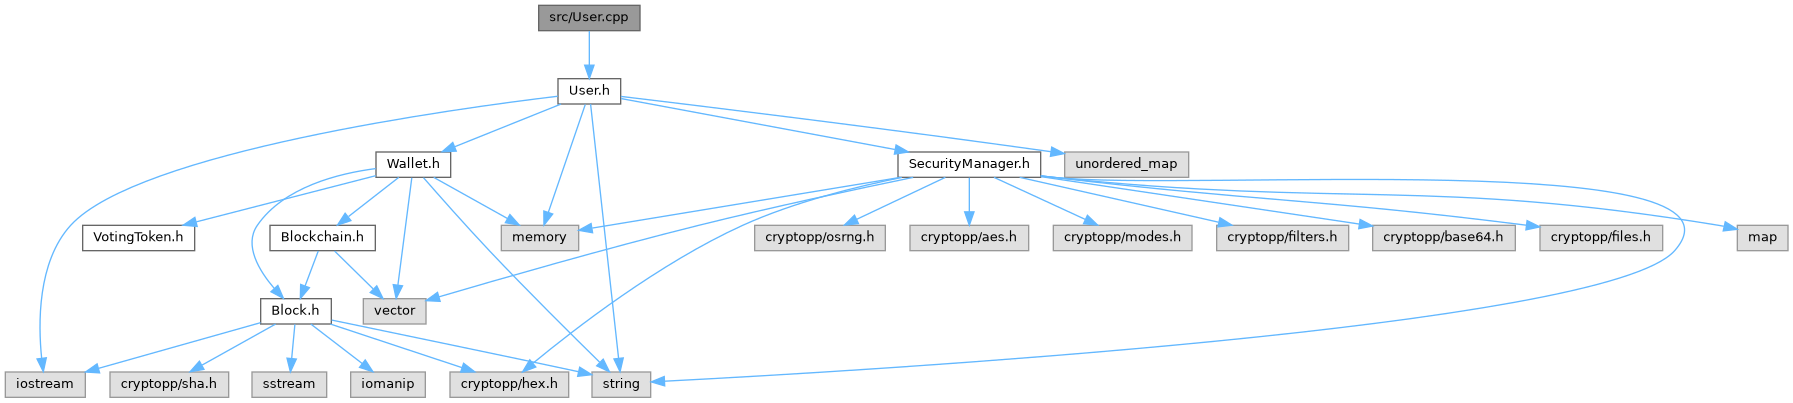 src/User.cpp
User.h
Wallet.h
SecurityManager.h
unordered_map
VotingToken.h
Blockchain.h
memory
cryptopp/osrng.h
cryptopp/aes.h
cryptopp/modes.h
cryptopp/filters.h
cryptopp/base64.h
cryptopp/files.h
map
Block.h
vector
iostream
cryptopp/sha.h
sstream
iomanip
cryptopp/hex.h
string